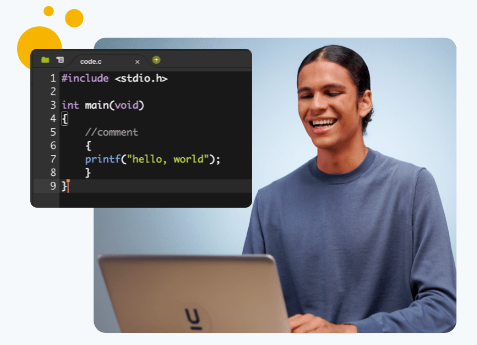 code.c x
1 #include <stdio.h>
2
3 int main(void)
4 {
5 //comment
6 {
7 printf("hello, world");
8 }
9 }